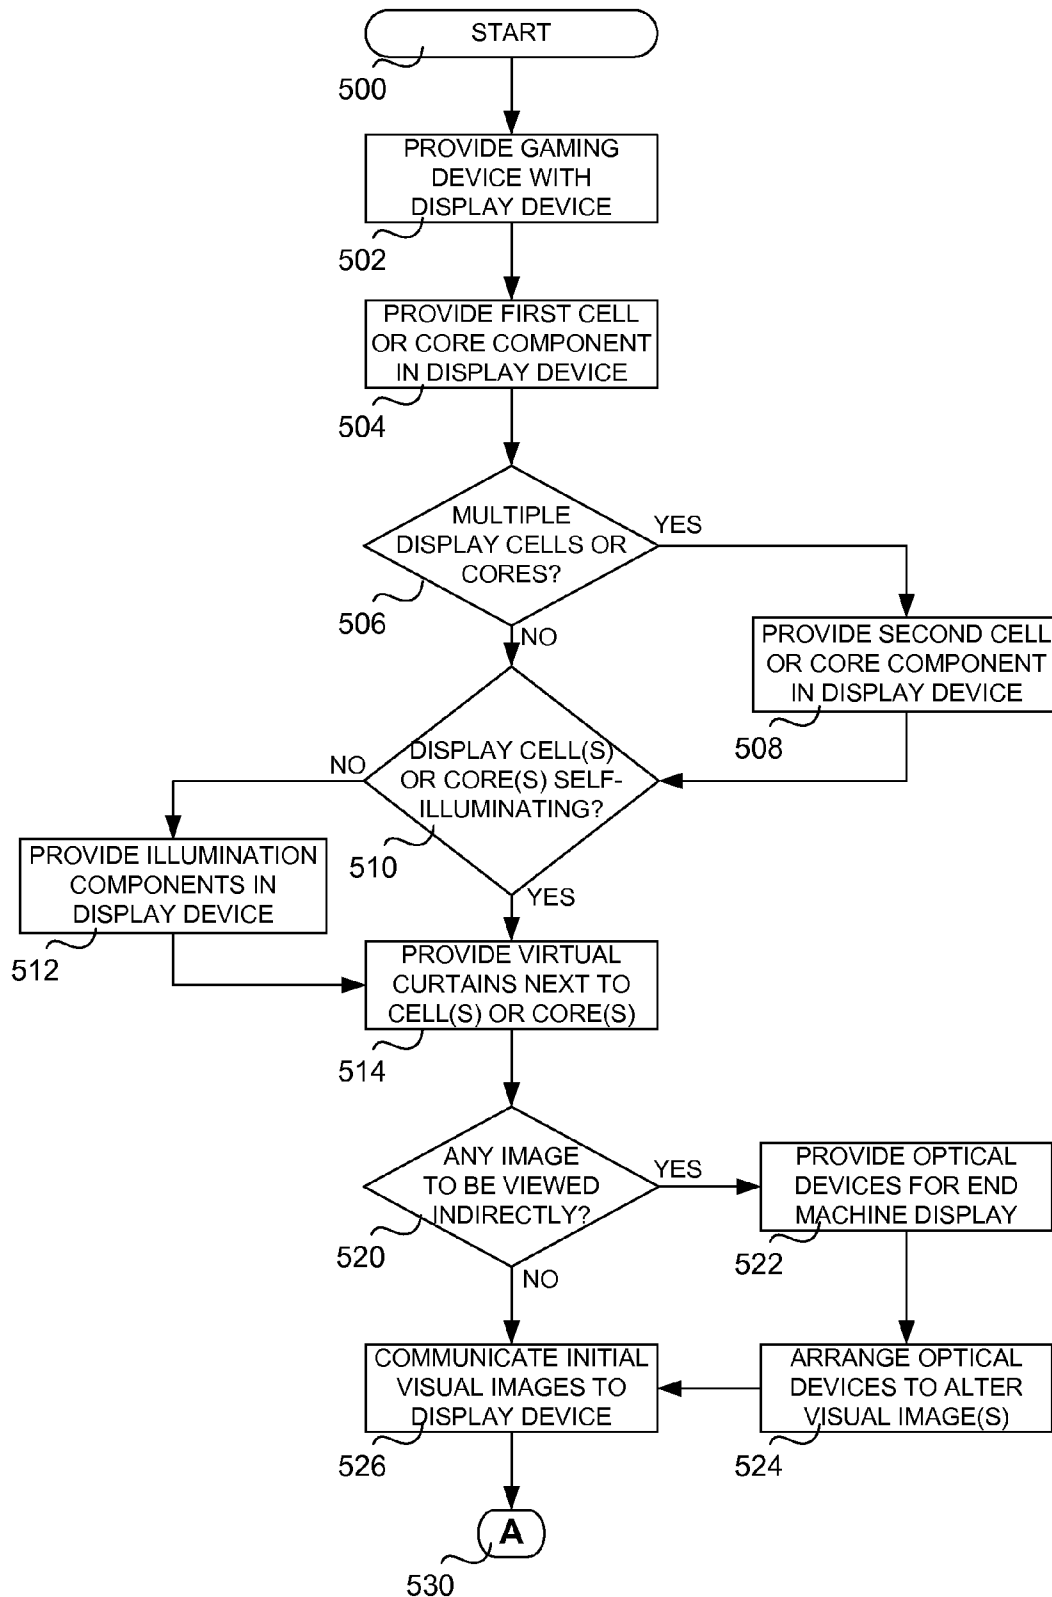 START
500
PROVIDE GAMING
DEVICE WITH
DISPLAY DEVICE
502
PROVIDE FIRST CELL
OR CORE COMPONENT
IN DISPLAY DEVICE
504
MULTIPLE
DISPLAY CELLS OR
CORES?
506
YES
NO
PROVIDE SECOND CELL
OR CORE COMPONENT
IN DISPLAY DEVICE
508
DISPLAY CELL(S)
OR CORE(S) SELF-
ILLUMINATING?
510
NO
YES
PROVIDE ILLUMINATION
COMPONENTS IN
DISPLAY DEVICE
512
PROVIDE VIRTUAL
CURTAINS NEXT TO
CELL(S) OR CORE(S)
514
ANY IMAGE
TO BE VIEWED
INDIRECTLY?
520
YES
NO
PROVIDE OPTICAL
DEVICES FOR END
MACHINE DISPLAY
522
ARRANGE OPTICAL
DEVICES TO ALTER
VISUAL IMAGE(S)
524
COMMUNICATE INITIAL
VISUAL IMAGES TO
DISPLAY DEVICE
526
A
530